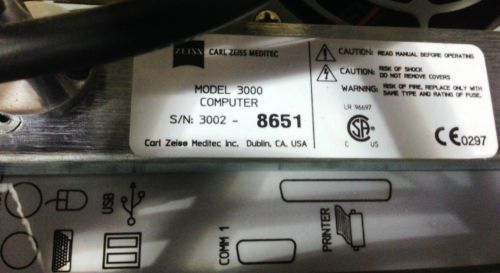 ZEISS
CARL ZEISS MEDITEC
MODEL 3000
COMPUTER
S/N: 3002 - 8651
Carl Zeiss Meditec Inc. Dublin, CA. USA
CAUTION: READ MANUAL BEFORE OPERATING
CAUTION: RISK OF SHOCK
DO NOT REMOVE COVERS
WARNING: RISK OF FIRE. REPLACE ONLY WITH
SAME TYPE AND RATING OF FUSE.
LR 96697
C US
CE0297
USB
COMM 1
PRINTER